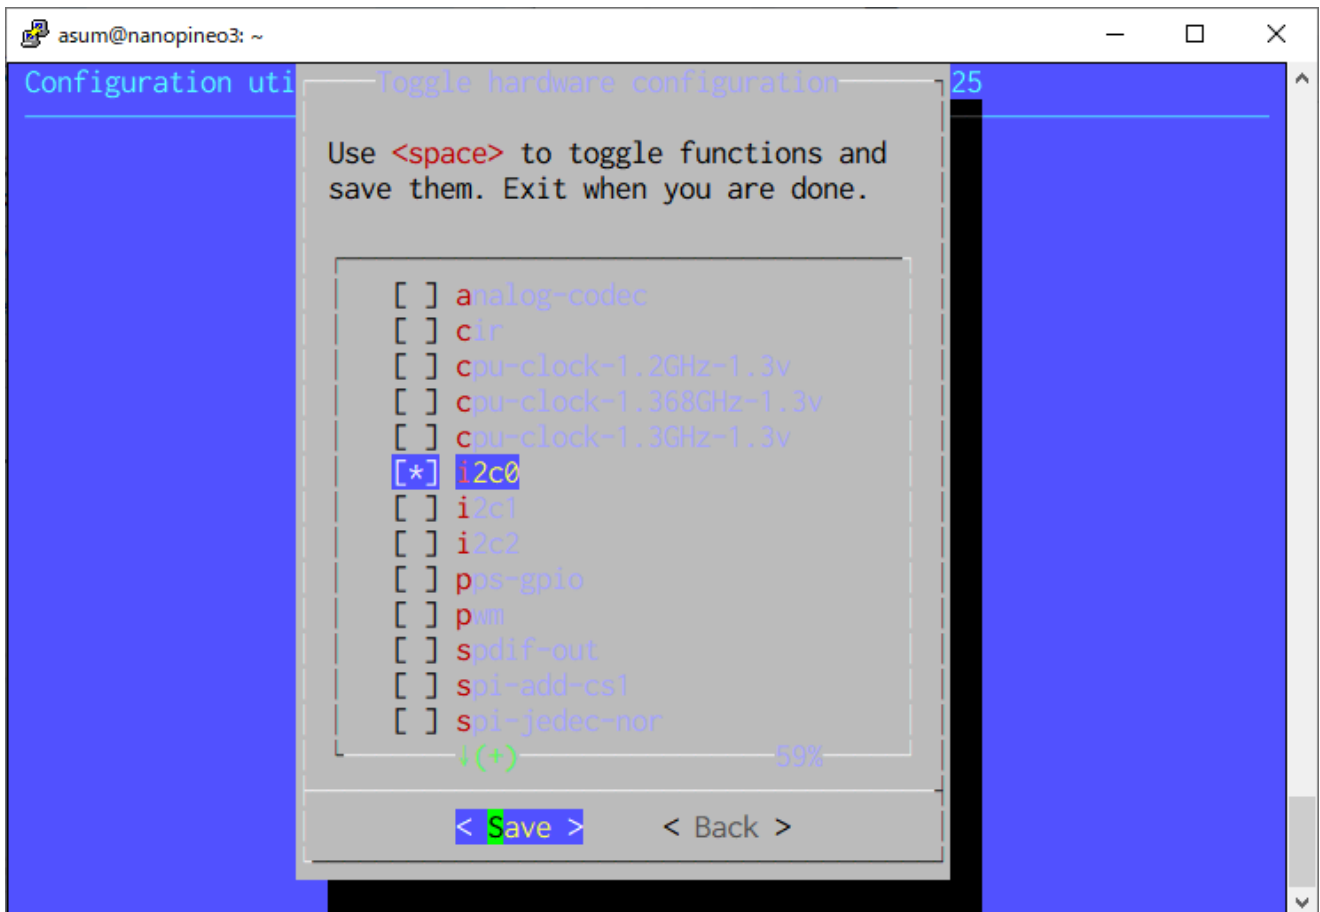 asum@nanopineo3: ~
Configuration uti
Toggle hardware configuration
25
Use <space> to toggle functions and
save them. Exit when you are done.
[ ] analog-codec
[ ] cir
[ ] cpu-clock-1.2GHz-1.3v
[ ] cpu-clock-1.368GHz-1.3v
[ ] cpu-clock-1.3GHz-1.3v
[*] i2c0
[ ] i2c1
[ ] i2c2
[ ] pps-gpio
[ ] pwm
[ ] spdif-out
[ ] spi-add-cs1
[ ] spi-jedec-nor
↓(+) 59%
< Save > < Back >